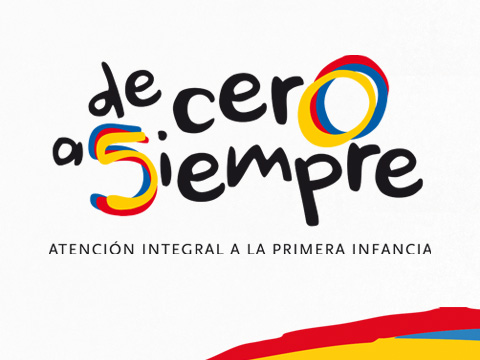 de cero
a 5iempre
ATENCIÓN INTEGRAL A LA PRIMERA INFANCIA